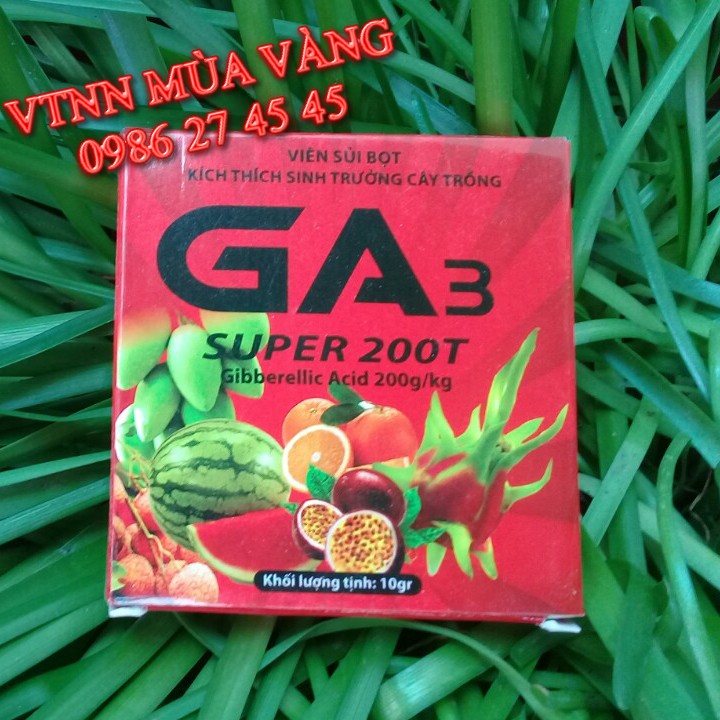 VTNN MÙA VÀNG
0986 27 45 45
VIÊN SỦI BỌT
KÍCH THÍCH SINH TRƯỞNG CÂY TRỒNG
GA3
SUPER 200T
Gibberellic Acid 200g/kg
Khối lượng tịnh: 10gr